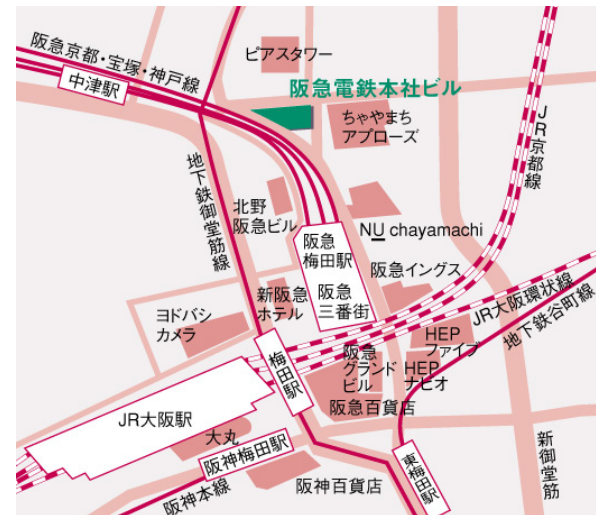 阪急京都・宝塚・神戸線
中津駅
ピアスタワー
阪急電鉄本社ビル
ちゃやまち
アプローズ
JR京都線
地下鉄御堂筋線
北野
阪急ビル
阪急
梅田駅
阪急
三番街
NU chayamachi
阪急イングス
新阪急
ホテル
ヨドバシ
カメラ
JR大阪環状線
地下鉄谷町線
HEP
ファイブ
梅田駅
阪急
グランド
ビル
HEP
ナビオ
阪急百貨店
JR大阪駅
大丸
阪神梅田駅
阪神本線
阪神百貨店
東梅田駅
新御堂筋